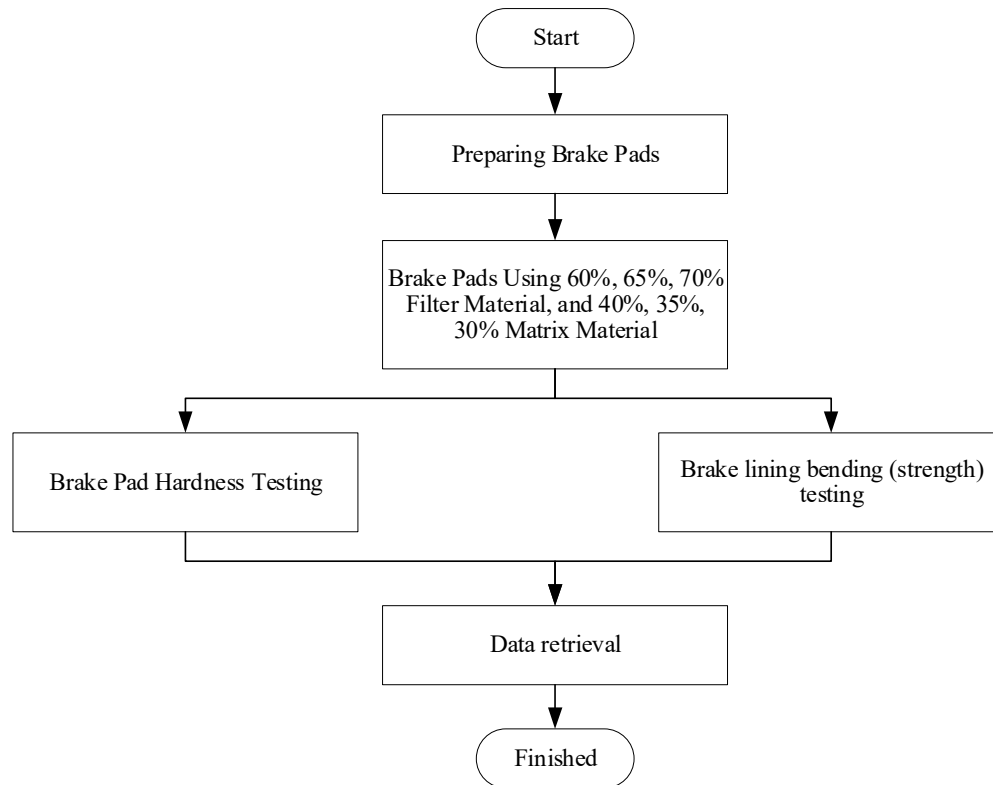 Start
Preparing Brake Pads
Brake Pads Using 60%, 65%, 70%
Filter Material, and 40%, 35%,
30% Matrix Material
Brake Pad Hardness Testing
Brake lining bending (strength)
testing
Data retrieval
Finished